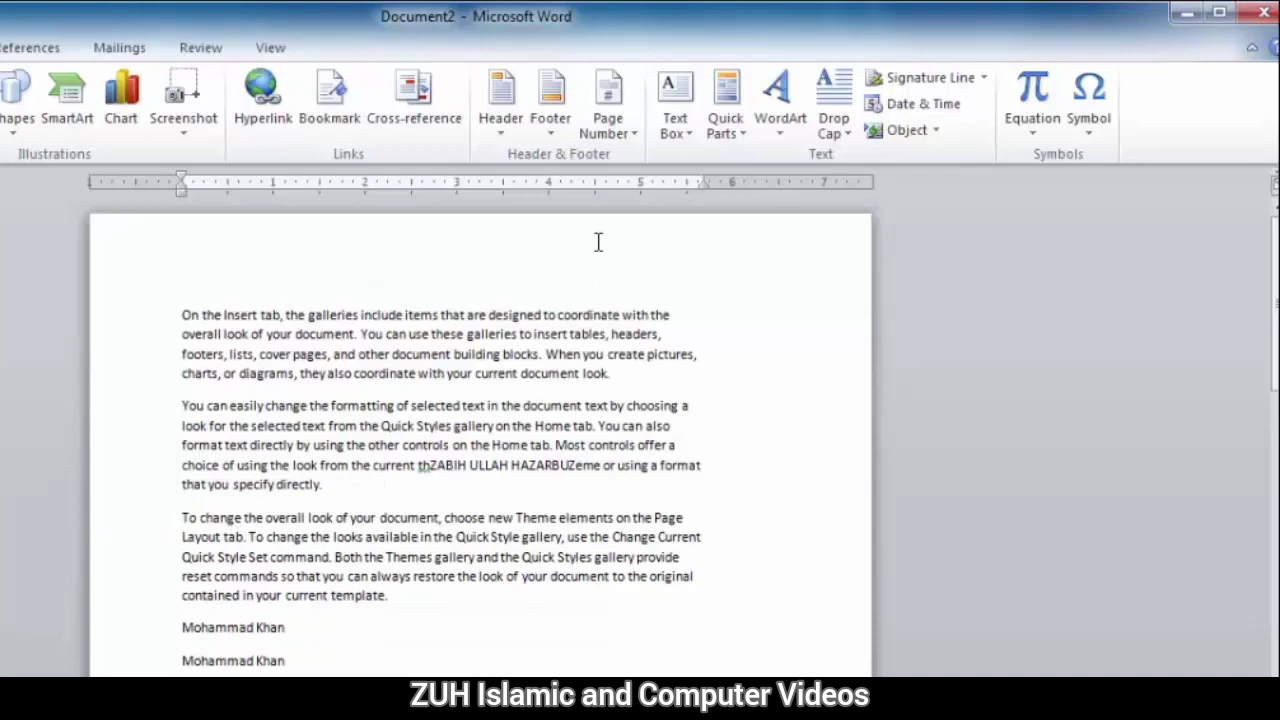 Document2 - Microsoft Word
eferences Mailings Review View
hapes SmartArt Chart Screenshot Hyperlink Bookmark Cross-reference Header Footer Page Number Text Box Quick Parts WordArt Drop Cap Signature Line Date & Time Object Equation Symbol
Illustrations Links Header & Footer Text Symbols
1 2 3 4 5 6 7
On the Insert tab, the galleries include items that are designed to coordinate with the
overall look of your document. You can use these galleries to insert tables, headers,
footers, lists, cover pages, and other document building blocks. When you create pictures,
charts, or diagrams, they also coordinate with your current document look.
You can easily change the formatting of selected text in the document text by choosing a
look for the selected text from the Quick Styles gallery on the Home tab. You can also
format text directly by using the other controls on the Home tab. Most controls offer a
choice of using the look from the current thZABIH ULLAH HAZARBUZeme or using a format
that you specify directly.
To change the overall look of your document, choose new Theme elements on the Page
Layout tab. To change the looks available in the Quick Style gallery, use the Change Current
Quick Style Set command. Both the Themes gallery and the Quick Styles gallery provide
reset commands so that you can always restore the look of your document to the original
contained in your current template.
Mohammad Khan
Mohammad Khan
ZUH Islamic and Computer Videos